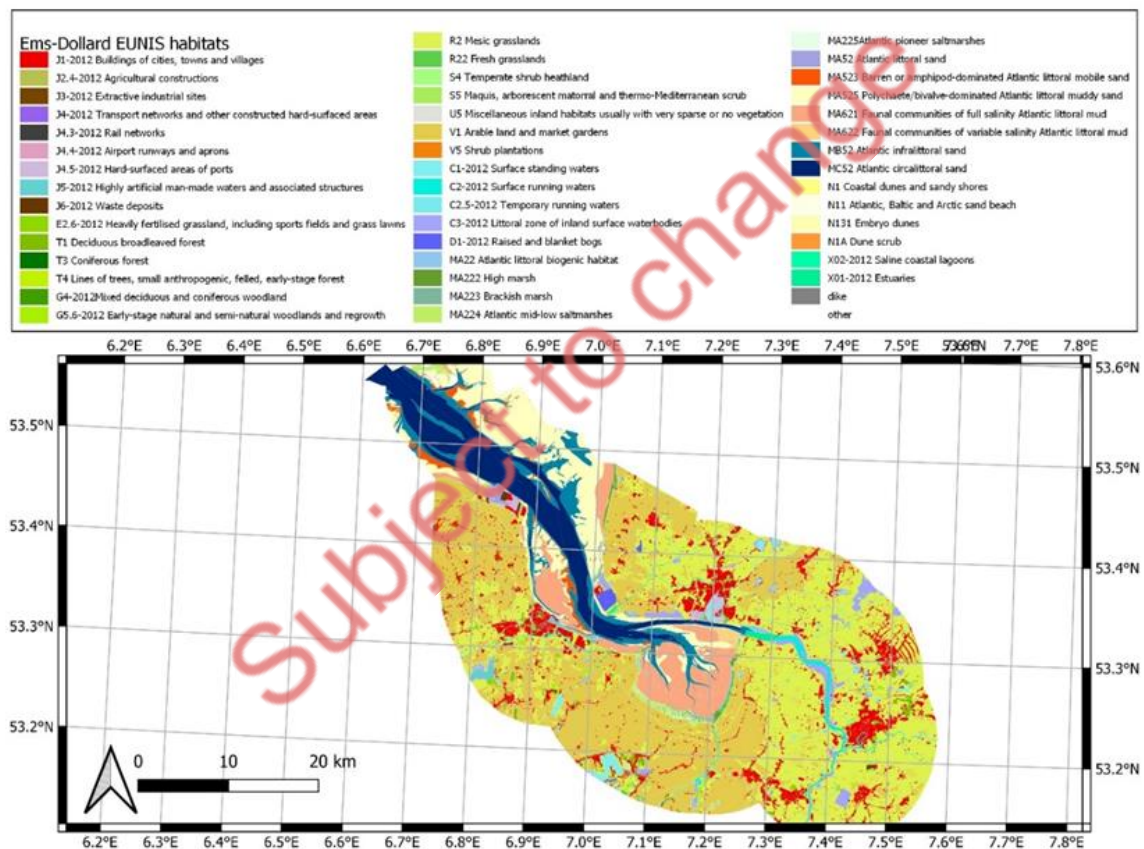 Ems-Dollard EUNIS habitats
J1-2012 Buildings of cities, towns and villages
J2.4-2012 Agricultural constructions
J3-2012 Extractive industrial sites
J4-2012 Transport networks and other constructed hard-surfaced areas
J4.3-2012 Rail networks
J4.4-2012 Airport runways and aprons
J4.5-2012 Hard-surfaced areas of ports
J5-2012 Highly artificial man-made waters and associated structures
J6-2012 Waste deposits
E2.6-2012 Heavily fertilised grassland, including sports fields and grass lawns
T1 Deciduous broadleaved forest
T3 Coniferous forest
T4 Lines of trees, small anthropogenic, felled, early-stage forest
G4-2012Mixed deciduous and coniferous woodland
G5.6-2012 Early-stage natural and semi-natural woodlands and regrowth
R2 Mesic grasslands
R22 Fresh grasslands
S4 Temperate shrub heathland
S5 Maquis, arborescent matorral and thermo-Mediterranean scrub
U5 Miscellaneous inland habitats usually with very sparse or no vegetation
V1 Arable land and market gardens
V5 Shrub plantations
C1-2012 Surface standing waters
C2-2012 Surface running waters
C2.5-2012 Temporary running waters
C3-2012 Littoral zone of inland surface waterbodies
D1-2012 Raised and blanket bogs
MA22 Atlantic littoral biogenic habitat
MA222 High marsh
MA223 Brackish marsh
MA224 Atlantic mid-low saltmarshes
MA225Atlantic pioneer saltmarshes
MA52 Atlantic littoral sand
MA523 Barren or amphipod-dominated Atlantic littoral mobile sand
MA525 Polychaete/bivalve-dominated Atlantic littoral muddy sand
MA621 Faunal communities of full salinity Atlantic littoral mud
MA622 Faunal communities of variable salinity Atlantic littoral mud
MB52 Atlantic infralittoral sand
MC52 Atlantic circalittoral sand
N1 Coastal dunes and sandy shores
N11 Atlantic, Baltic and Arctic sand beach
N131 Embryo dunes
N1A Dune scrub
X02-2012 Saline coastal lagoons
X01-2012 Estuaries
dike
other
Subject to change
6.2°E 6.3°E 6.4°E 6.5°E 6.6°E 6.7°E 6.8°E 6.9°E 7.0°E 7.1°E 7.2°E 7.3°E 7.4°E 7.5°E 7.7°E 7.8°E
53.6°N
53.5°N
53.5°N
53.4°N
53.4°N
53.3°N
53.3°N
53.2°N
53.2°N
0 10 20 km
6.2°E 6.3°E 6.4°E 6.5°E 6.6°E 6.7°E 6.8°E 6.9°E 7.0°E 7.1°E 7.2°E 7.3°E 7.4°E 7.5°E 7.6°E 7.7°E 7.8°E